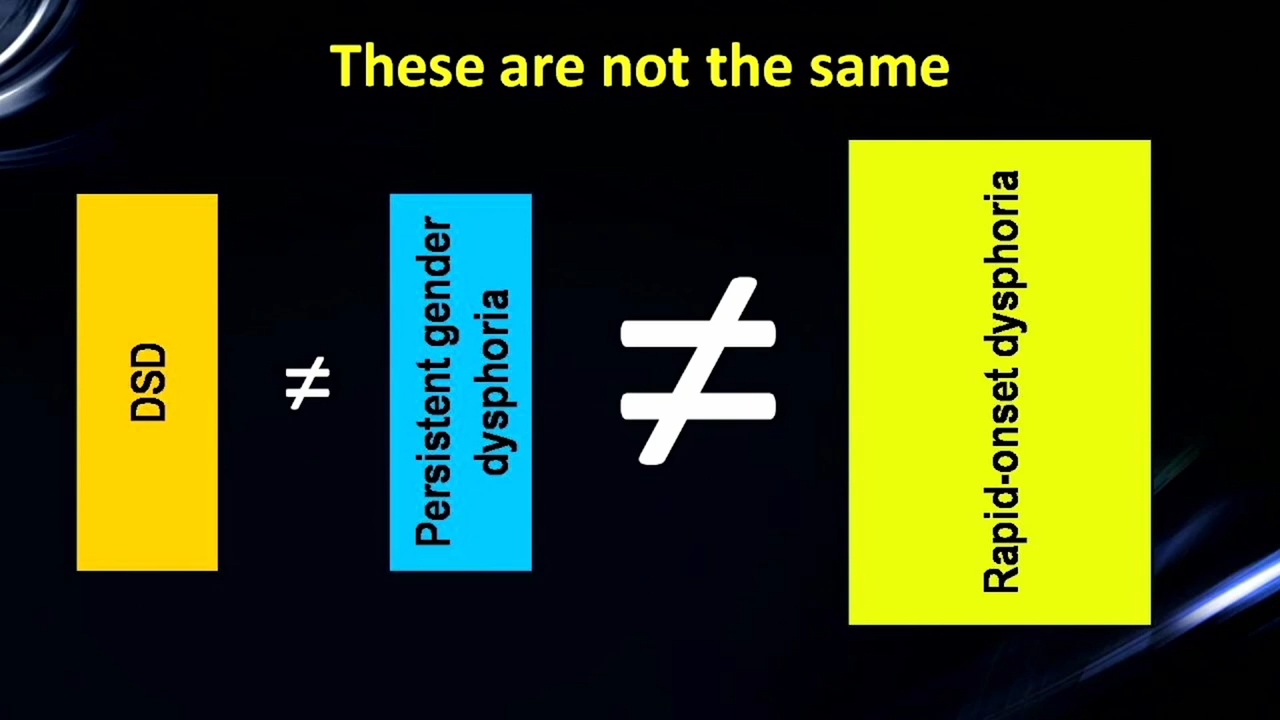 These are not the same
DSD
≠
Persistent gender
dysphoria
≠
Rapid-onset dysphoria